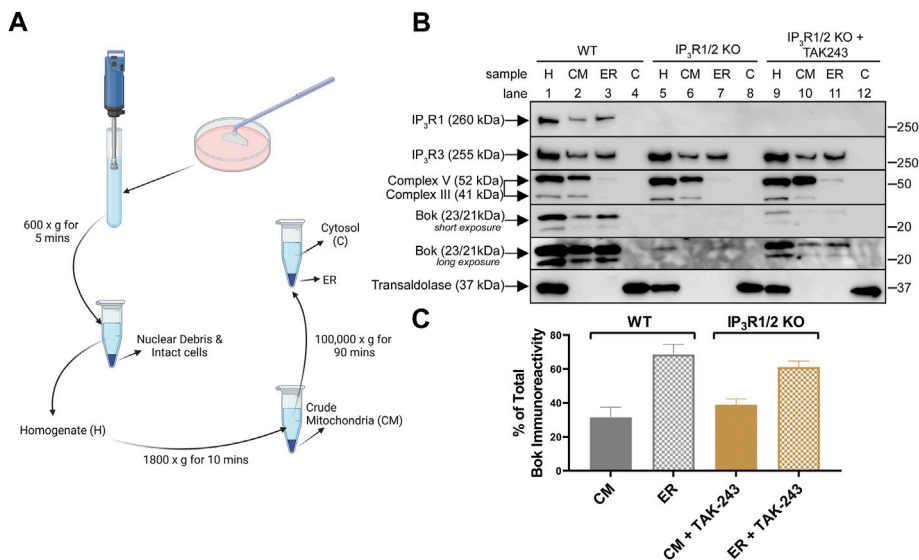 A
600 x g for
5 mins
Nuclear Debris &
Intact cells
Homogenate (H)
1800 x g for 10 mins
Crude
Mitochondria (CM)
100,000 x g for
90 mins
Cytosol
(C)
ER
B
WT
IP3R1/2 KO
IP3R1/2 KO +
TAK243
sample H CM ER C H CM ER C H CM ER C
lane 1 2 3 4 5 6 7 8 9 10 11 12
IP3R1 (260 kDa)
–250
IP3R3 (255 kDa)
–250
Complex V (52 kDa)
–50
Complex III (41 kDa)
Bok (23/21kDa)
short exposure
–20
Bok (23/21kDa)
long exposure
–20
Transaldolase (37 kDa)
–37
C
WT
IP3R1/2 KO
% of Total
Bok Immunoreactivity
80
60
40
20
0
CM
ER
CM + TAK-243
ER + TAK-243